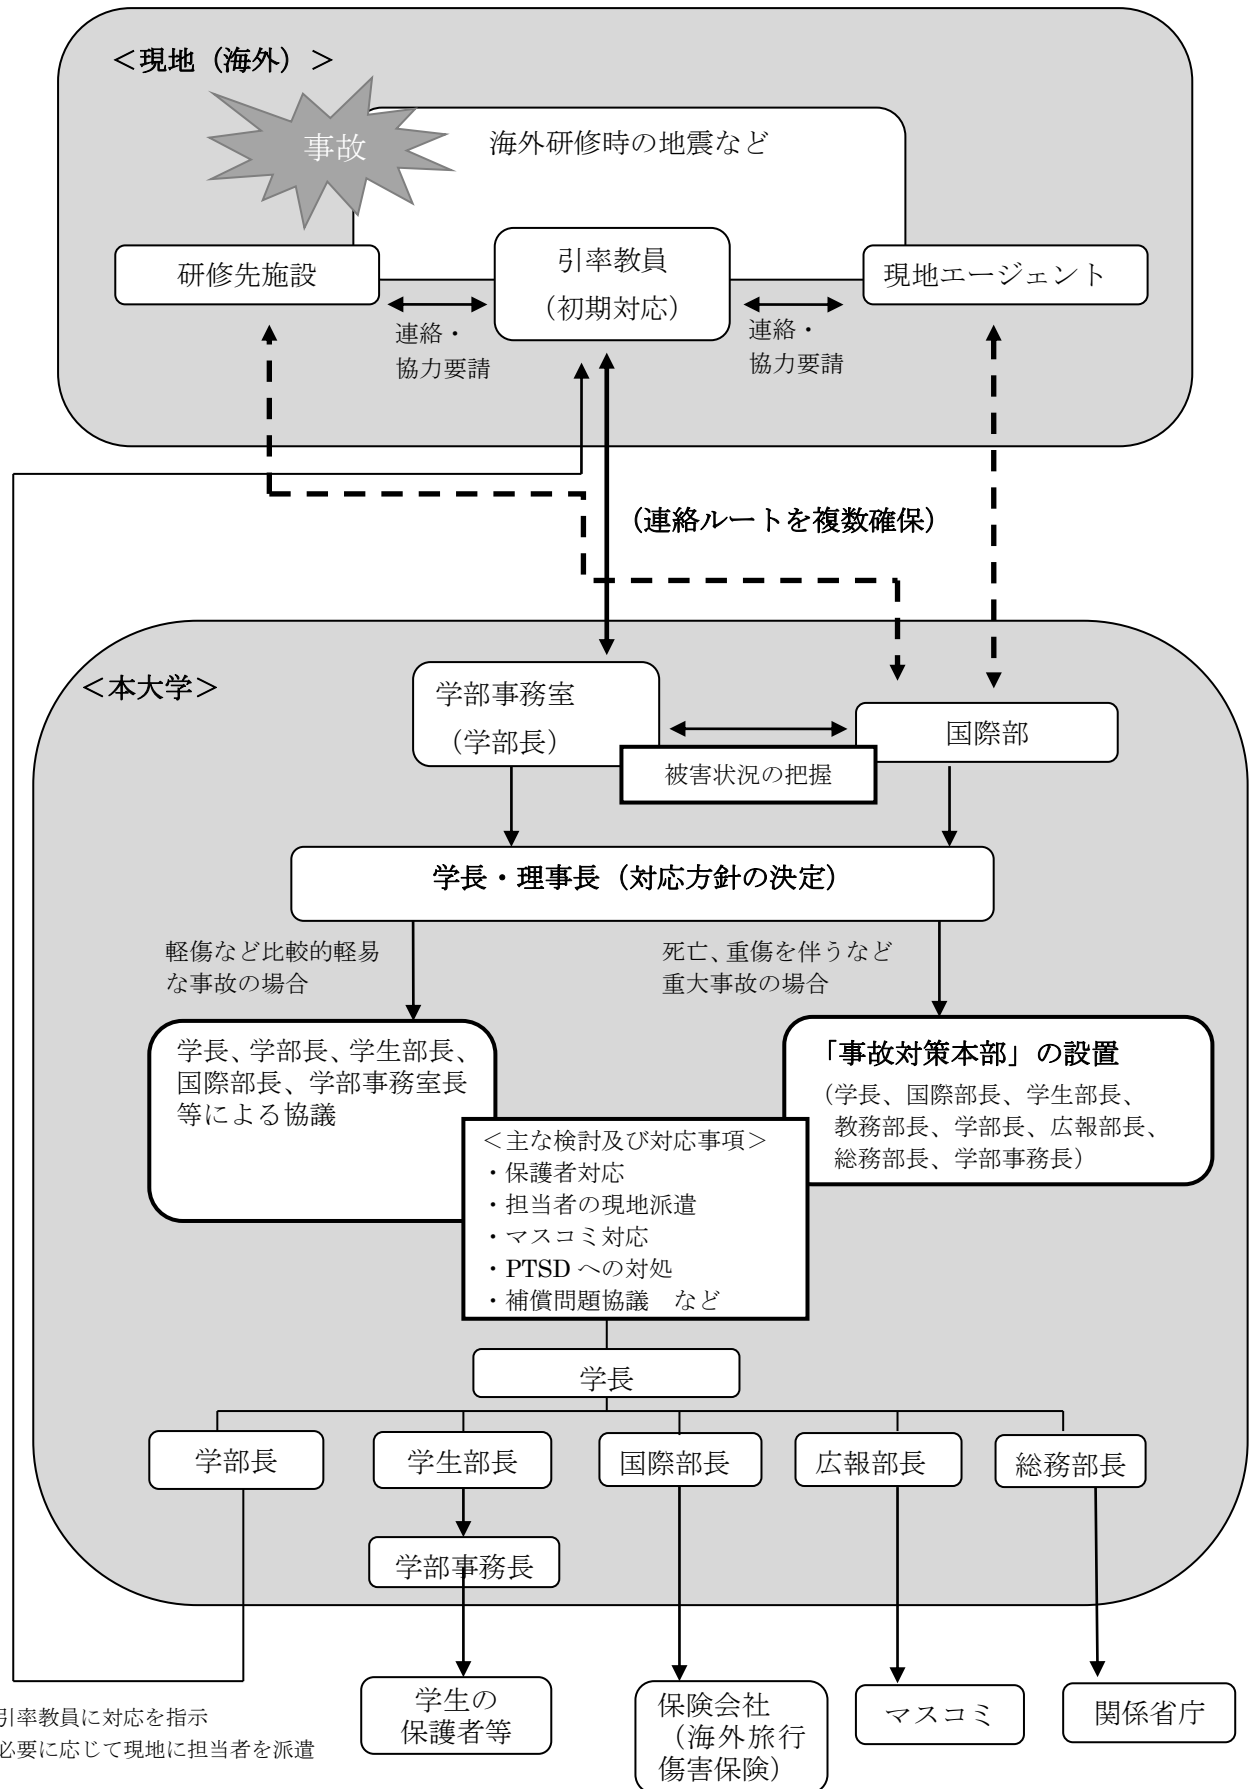 ＜現地（海外）＞
事故
海外研修時の地震など
研修先施設
引率教員
（初期対応）
現地エージェント
連絡・
協力要請
連絡・
協力要請
（連絡ルートを複数確保）
＜本大学＞
学部事務室
（学部長）
国際部
被害状況の把握
学長・理事長（対応方針の決定）
軽傷など比較的軽易
な事故の場合
死亡、重傷を伴うなど
重大事故の場合
学長、学部長、学生部長、
国際部長、学部事務室長
等による協議
「事故対策本部」の設置
（学長、国際部長、学生部長、
教務部長、学部長、広報部長、
総務部長、学部事務長）
＜主な検討及び対応事項＞
・保護者対応
・担当者の現地派遣
・マスコミ対応
・PTSD への対処
・補償問題協議　など
学長
学部長
学生部長
国際部長
広報部長
総務部長
学部事務長
学生の
保護者等
保険会社
（海外旅行
傷害保険）
マスコミ
関係省庁
引率教員に対応を指示
必要に応じて現地に担当者を派遣